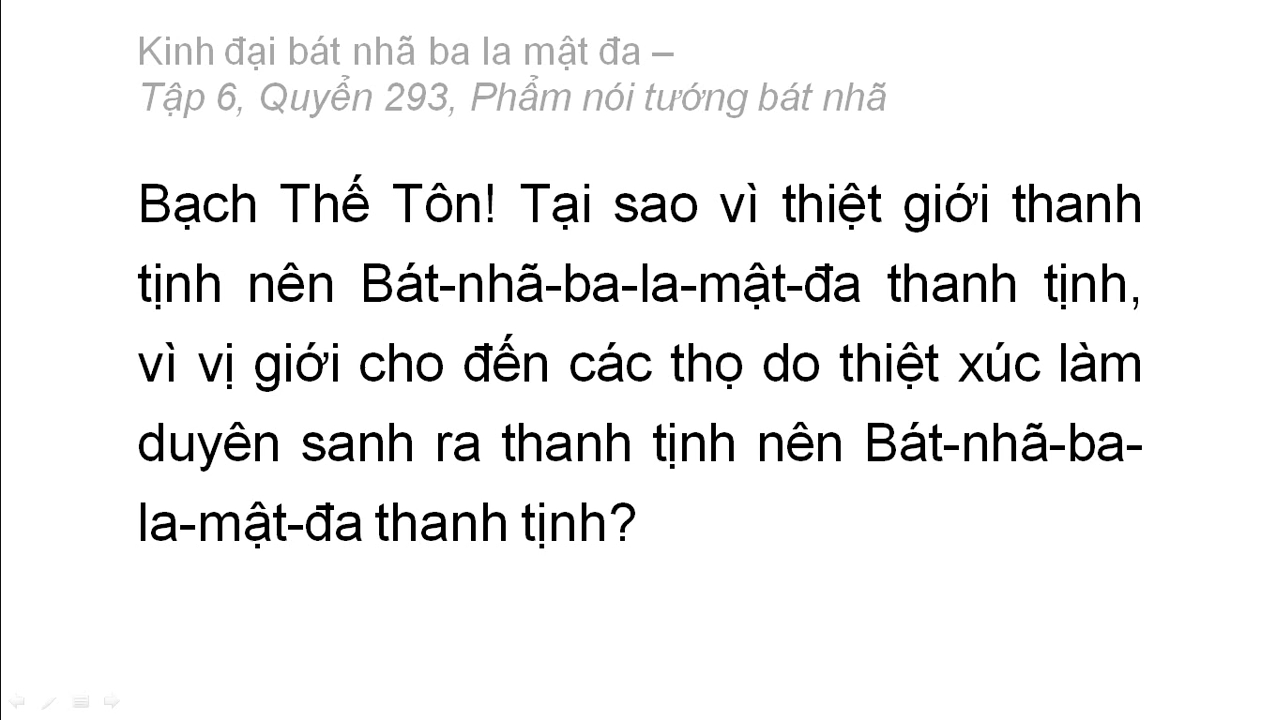 Kinh đại bát nhã ba la mật đa –
Tập 6, Quyển 293, Phẩm nói tướng bát nhã
Bạch Thế Tôn! Tại sao vì thiệt giới thanh
tịnh nên Bát-nhã-ba-la-mật-đa thanh tịnh,
vì vị giới cho đến các thọ do thiệt xúc làm
duyên sanh ra thanh tịnh nên Bát-nhã-ba-
la-mật-đa thanh tịnh?